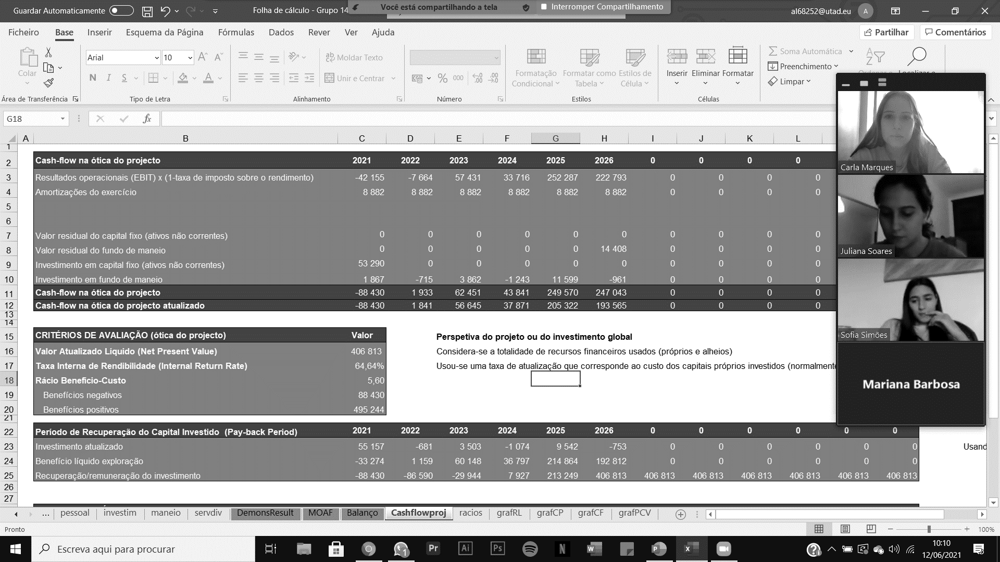 Guardar Automaticamente
Folha de cálculo - Grupo 14
Você está compartilhando a tela
Interromper Compartilhamento
al68252@utad.eu
A
Ficheiro Base Inserir Esquema da Página Fórmulas Dados Rever Ver Ajuda
Partilhar Comentários
Colar
Arial 10
N I S
Moldar Texto
Unir e Centrar
% 000
Formatação Condicional
Formatar como Tabela
Estilos de Célula
Inserir Eliminar Formatar
Soma Automática
Preenchimento
Limpar
Área de Transferência Tipo de Letra Alinhamento Número Estilos Células
G18 fx
A B C D E F G H I J K L
1
2 Cash-flow na ótica do projecto 2021 2022 2023 2024 2025 2026 0 0 0 0
3 Resultados operacionais (EBIT) x (1-taxa de imposto sobre o rendimento) -42 155 -7 664 57 431 33 716 252 287 222 793 0 0 0 0
4 Amortizações do exercício 8 882 8 882 8 882 8 882 8 882 8 882 0 0 0 0
5
6
7 Valor residual do capital fixo (ativos não correntes) 0 0 0 0 0 0 0 0 0 0
8 Valor residual do fundo de maneio 0 0 0 0 0 14 408 0 0 0 0
9 Investimento em capital fixo (ativos não correntes) 53 290 0 0 0 0 0 0 0 0 0
10 Investimento em fundo de maneio 1 867 -715 3 862 -1 243 11 599 -961 0 0 0 0
11 Cash-flow na ótica do projecto -88 430 1 933 62 451 43 841 249 570 247 043 0 0 0 0
12 Cash-flow na ótica do projecto atualizado -88 430 1 841 56 645 37 871 205 322 193 565 0 0 0 0
13
14
15 CRITÉRIOS DE AVALIAÇÃO (ótica do projecto) Valor Perspetiva do projeto ou do investimento global
16 Valor Atualizado Líquido (Net Present Value) 406 813 Considera-se a totalidade de recursos financeiros usados (próprios e alheios)
17 Taxa Interna de Rendibilidade (Internal Return Rate) 64,64% Usou-se uma taxa de atualização que corresponde ao custo dos capitais próprios investidos (normalmente
18 Rácio Benefício-Custo 5,60
19 Benefícios negativos 88 430
20 Benefícios positivos 495 244
21
22 Período de Recuperação do Capital Investido (Pay-back Period) 2021 2022 2023 2024 2025 2026 0 0 0 0 0 0
23 Investimento atualizado 55 157 -681 3 503 -1 074 9 542 -753 0 0 0 0 0 0 Usand
24 Benefício líquido exploração -33 274 1 159 60 148 36 797 214 864 192 812 0 0 0 0 0 0
25 Recuperação/remuneração do investimento -88 430 -86 590 -29 944 7 927 213 249 406 813 406 813 406 813 406 813 406 813 406 813 406 813
26
27
Carla Marques
Juliana Soares
Sofia Simões
Mariana Barbosa
... pessoal investim maneio servdiv DemonsResult MOAF Balanço Cashflowproj racios grafRL grafCP grafCF grafPCV
Pronto
100%
Escreva aqui para procurar
1 Pr Ai Ps N W P X
10:10
12/06/2021